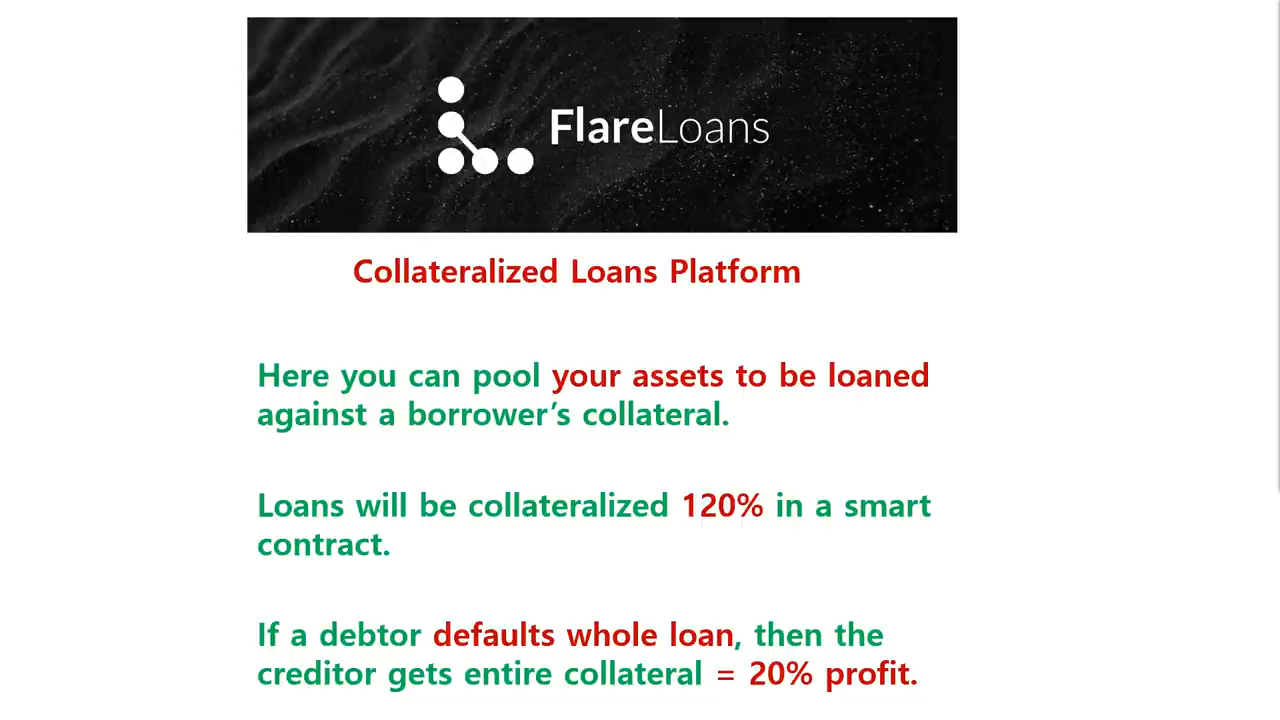 FlareLoans
Collateralized Loans Platform
Here you can pool your assets to be loaned
against a borrower’s collateral.
Loans will be collateralized 120% in a smart
contract.
If a debtor defaults whole loan, then the
creditor gets entire collateral = 20% profit.